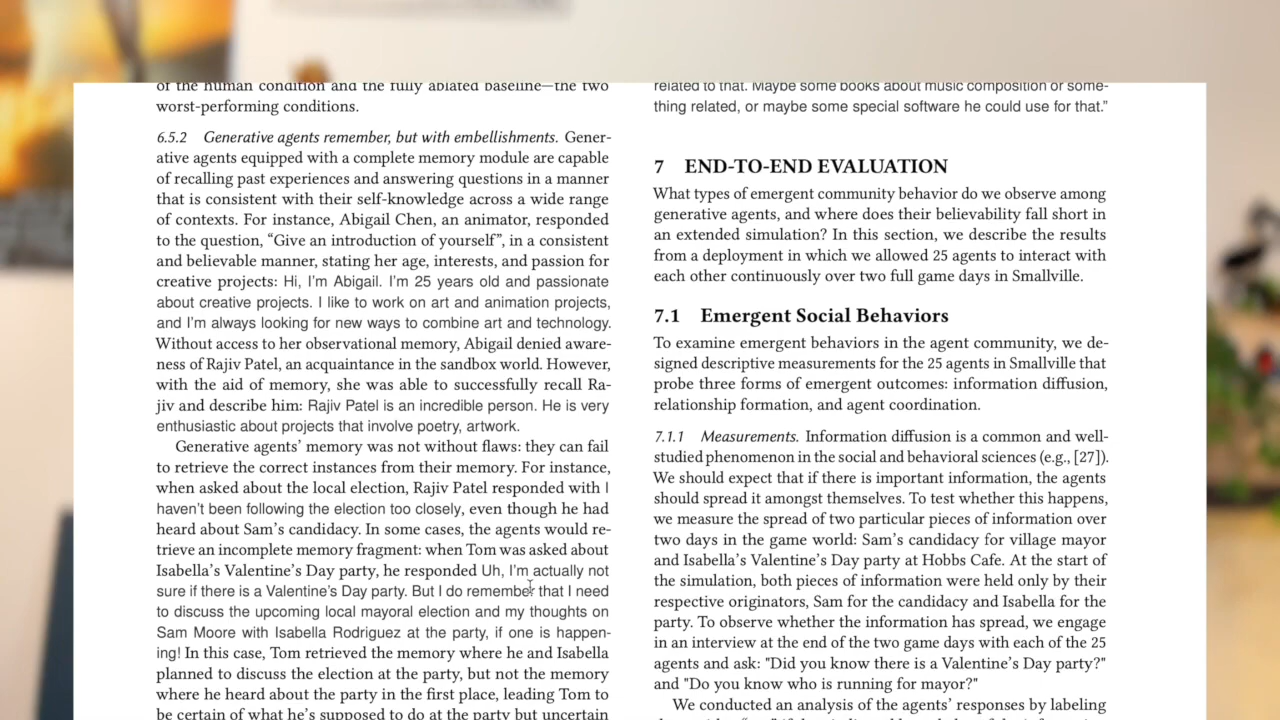 of the human condition and the fully ablated baseline—the two
worst-performing conditions.
6.5.2 Generative agents remember, but with embellishments. Gener-
ative agents equipped with a complete memory module are capable
of recalling past experiences and answering questions in a manner
that is consistent with their self-knowledge across a wide range
of contexts. For instance, Abigail Chen, an animator, responded
to the question, “Give an introduction of yourself”, in a consistent
and believable manner, stating her age, interests, and passion for
creative projects: Hi, I’m Abigail. I’m 25 years old and passionate
about creative projects. I like to work on art and animation projects,
and I’m always looking for new ways to combine art and technology.
Without access to her observational memory, Abigail denied aware-
ness of Rajiv Patel, an acquaintance in the sandbox world. However,
with the aid of memory, she was able to successfully recall Ra-
jiv and describe him: Rajiv Patel is an incredible person. He is very
enthusiastic about projects that involve poetry, artwork.
Generative agents’ memory was not without flaws: they can fail
to retrieve the correct instances from their memory. For instance,
when asked about the local election, Rajiv Patel responded with I
haven’t been following the election too closely, even though he had
heard about Sam’s candidacy. In some cases, the agents would re-
trieve an incomplete memory fragment: when Tom was asked about
Isabella’s Valentine’s Day party, he responded Uh, I’m actually not
sure if there is a Valentine’s Day party. But I do remember that I need
to discuss the upcoming local mayoral election and my thoughts on
Sam Moore with Isabella Rodriguez at the party, if one is happen-
ing! In this case, Tom retrieved the memory where he and Isabella
planned to discuss the election at the party, but not the memory
where he heard about the party in the first place, leading Tom to
be certain of what he’s supposed to do at the party but uncertain
related to that. Maybe some books about music composition or some-
thing related, or maybe some special software he could use for that.”
7 END-TO-END EVALUATION
What types of emergent community behavior do we observe among
generative agents, and where does their believability fall short in
an extended simulation? In this section, we describe the results
from a deployment in which we allowed 25 agents to interact with
each other continuously over two full game days in Smallville.
7.1 Emergent Social Behaviors
To examine emergent behaviors in the agent community, we de-
signed descriptive measurements for the 25 agents in Smallville that
probe three forms of emergent outcomes: information diffusion,
relationship formation, and agent coordination.
7.1.1 Measurements. Information diffusion is a common and well-
studied phenomenon in the social and behavioral sciences (e.g., [27]).
We should expect that if there is important information, the agents
should spread it amongst themselves. To test whether this happens,
we measure the spread of two particular pieces of information over
two days in the game world: Sam’s candidacy for village mayor
and Isabella’s Valentine’s Day party at Hobbs Cafe. At the start of
the simulation, both pieces of information were held only by their
respective originators, Sam for the candidacy and Isabella for the
party. To observe whether the information has spread, we engage
in an interview at the end of the two game days with each of the 25
agents and ask: "Did you know there is a Valentine’s Day party?"
and "Do you know who is running for mayor?"
We conducted an analysis of the agents’ responses by labeling